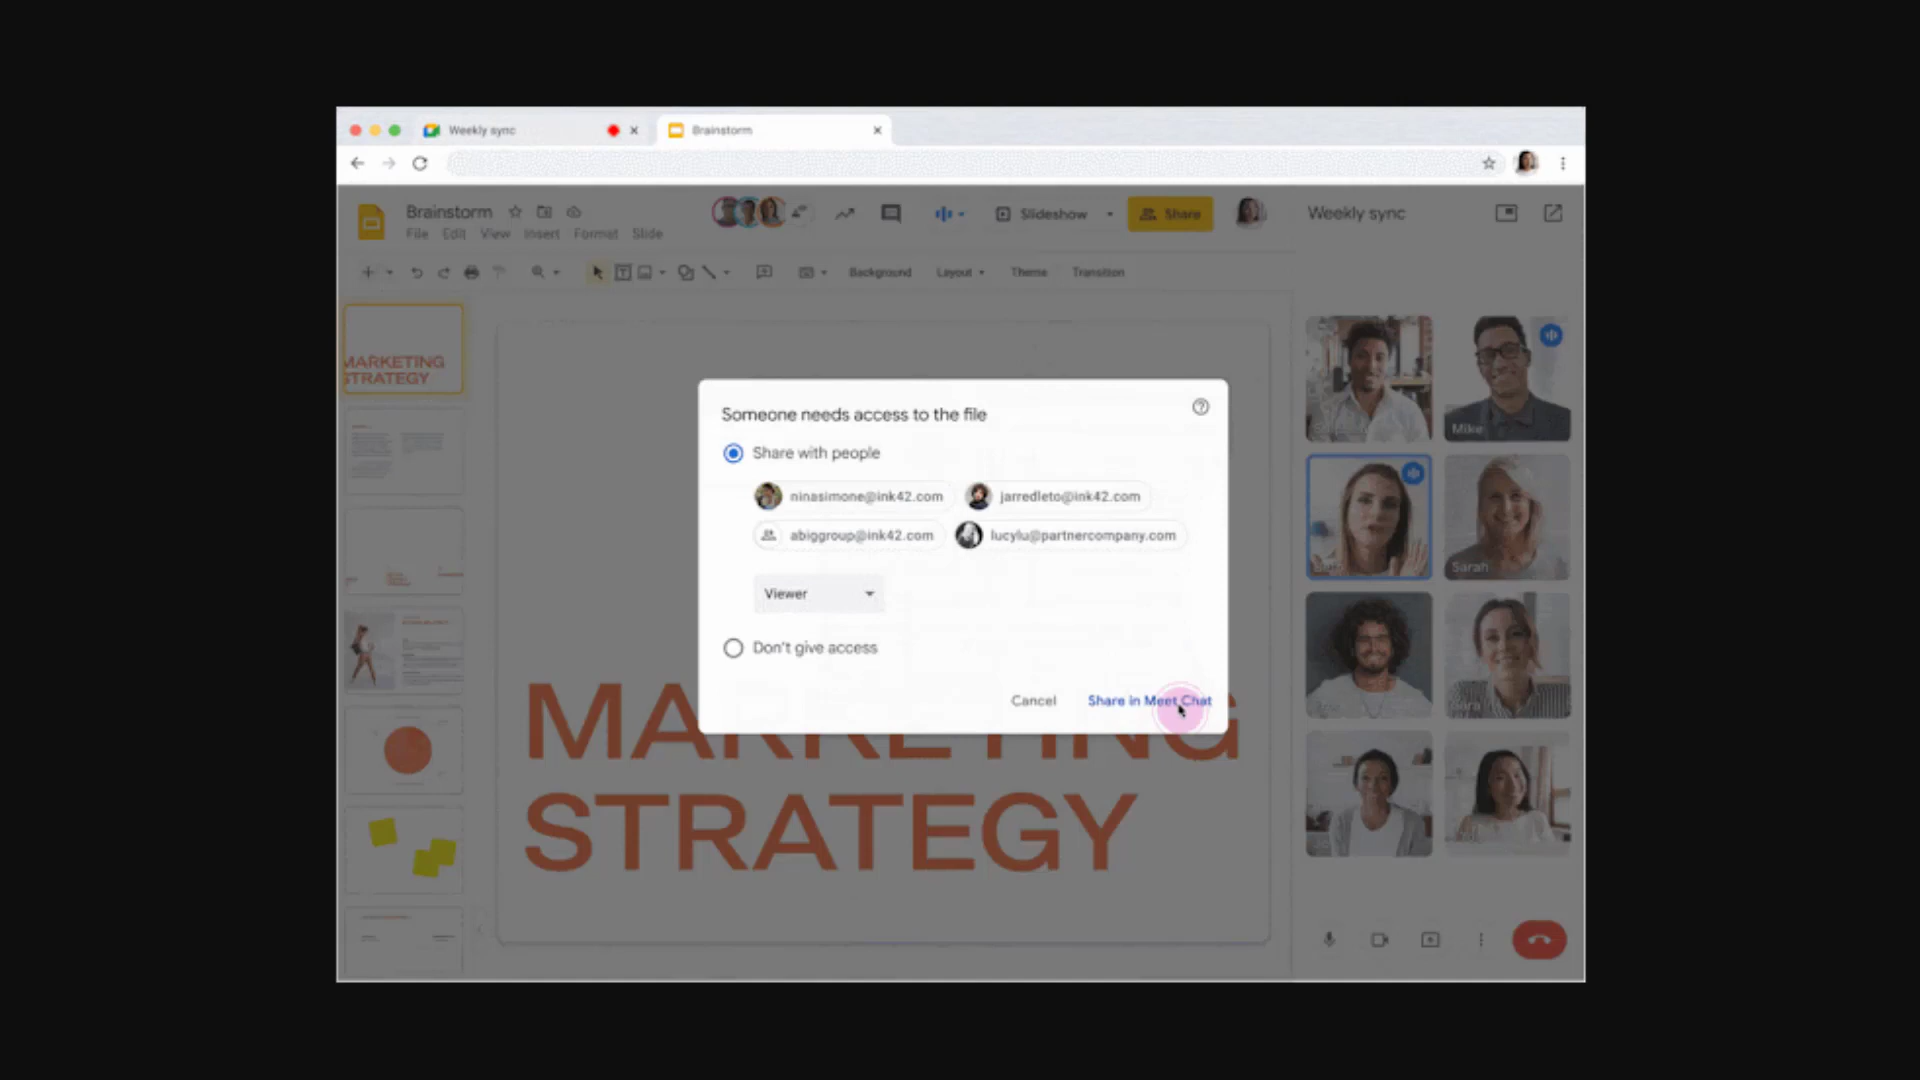 Weekly sync
Brainstorm
Brainstorm
File Edit View Insert Format Slide
Slideshow
Share
Weekly sync
Background Layout Theme Transition
MARKETING
STRATEGY
Someone needs access to the file
Share with people
ninasimone@ink42.com jarredleto@ink42.com
abiggroup@ink42.com lucylu@partnercompany.com
Viewer
Don't give access
Cancel Share in Meet Chat
MARKETING
STRATEGY
Mike
Sarah